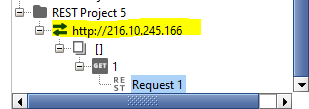 REST Project 5
http://216.10.245.166
[]
GET 1
REST Request 1